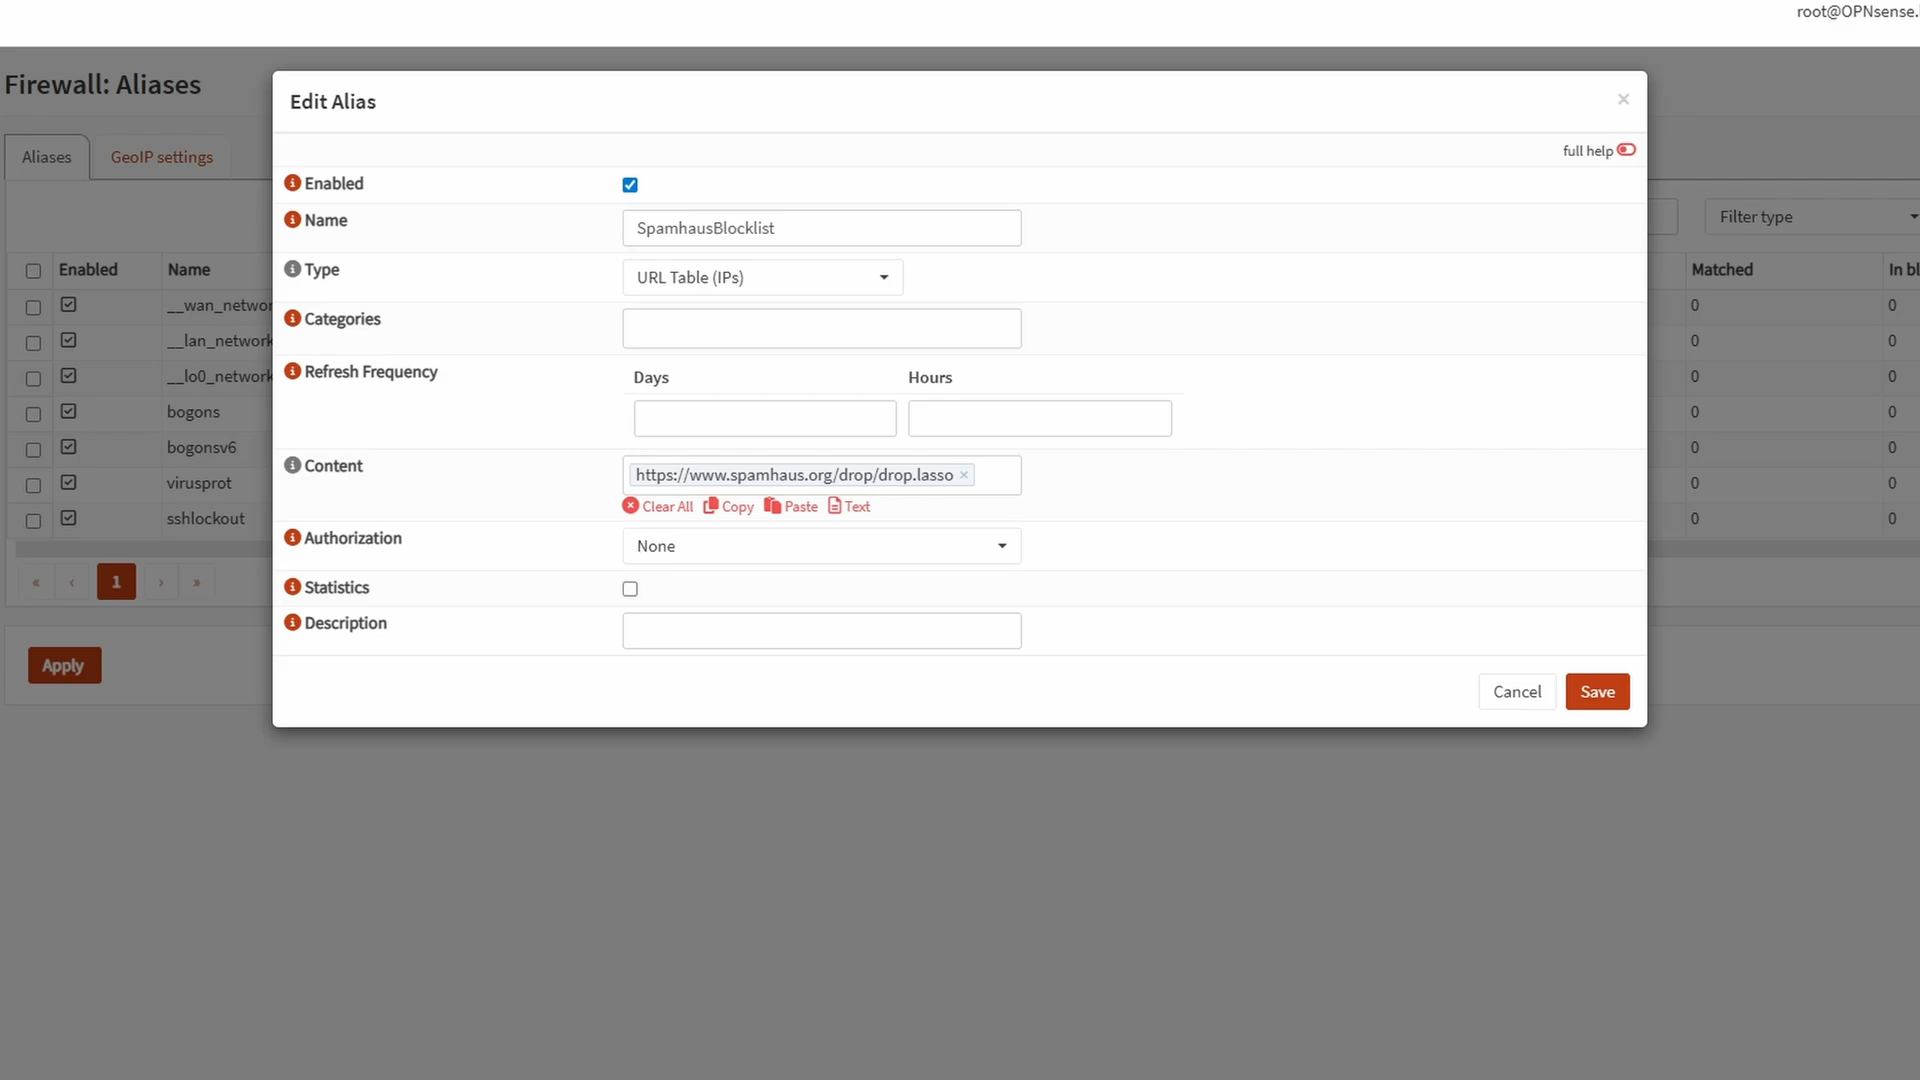 root@OPNsense.
Firewall: Aliases
Edit Alias
×
Aliases
GeoIP settings
full help
Enabled
Name
SpamhausBlocklist
Filter type
Type
URL Table (IPs)
Enabled
Name
Matched
In bl
Categories
__wan_networ
0
0
__lan_network
0
0
Refresh Frequency
Days
Hours
__lo0_network
0
0
bogons
0
0
bogonsv6
0
0
Content
https://www.spamhaus.org/drop/drop.lasso ×
virusprot
0
0
Clear All Copy Paste Text
sshlockout
0
0
Authorization
None
« ‹ 1 › »
Statistics
Description
Apply
Cancel
Save